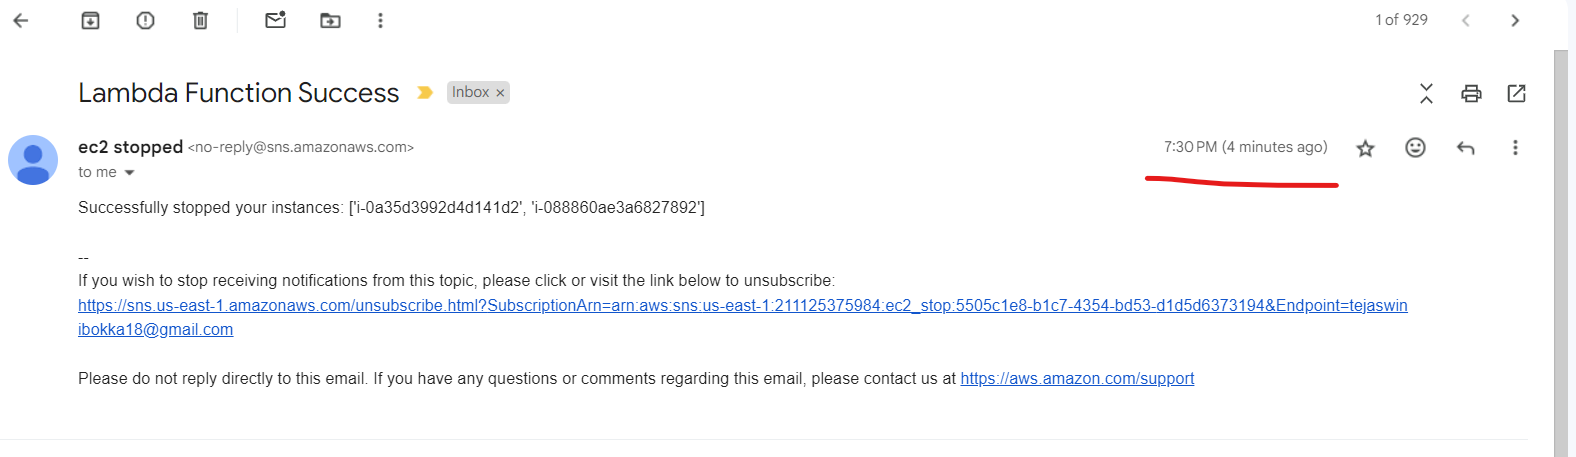 1 of 929
Lambda Function Success Inbox ×
ec2 stopped <no-reply@sns.amazonaws.com> 7:30 PM (4 minutes ago)
to me
Successfully stopped your instances: ['i-0a35d3992d4d141d2', 'i-088860ae3a6827892']
--
If you wish to stop receiving notifications from this topic, please click or visit the link below to unsubscribe:
https://sns.us-east-1.amazonaws.com/unsubscribe.html?SubscriptionArn=arn:aws:sns:us-east-1:211125375984:ec2_stop:5505c1e8-b1c7-4354-bd53-d1d5d6373194&Endpoint=tejaswin
ibokka18@gmail.com
Please do not reply directly to this email. If you have any questions or comments regarding this email, please contact us at https://aws.amazon.com/support